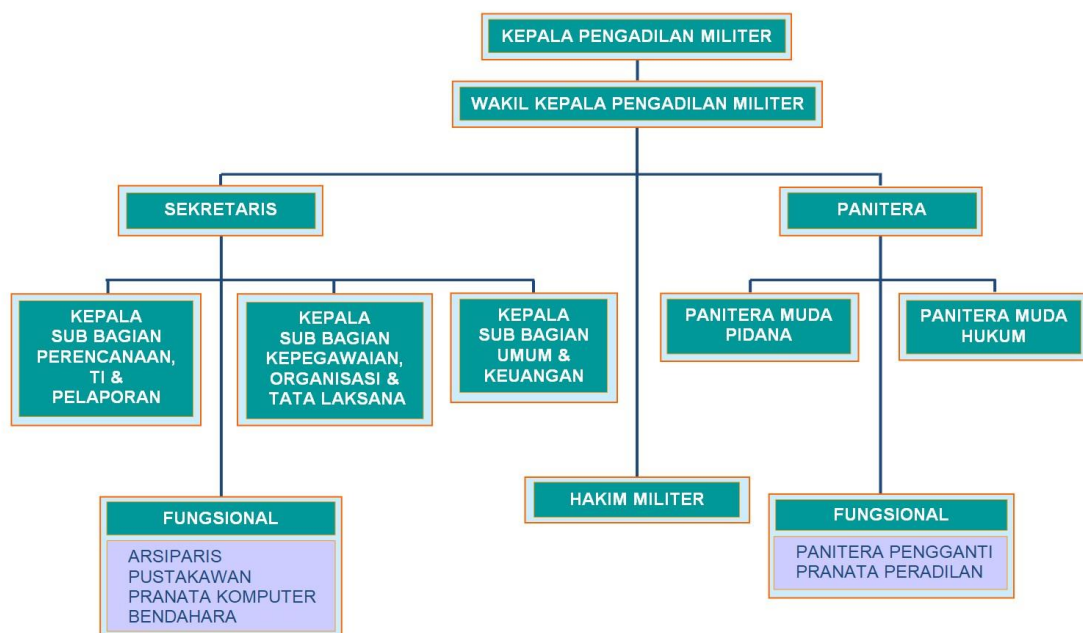 KEPALA PENGADILAN MILITER
WAKIL KEPALA PENGADILAN MILITER
SEKRETARIS
PANITERA
KEPALA
SUB BAGIAN
PERENCANAAN,
TI &
PELAPORAN
KEPALA
SUB BAGIAN
KEPEGAWAIAN,
ORGANISASI &
TATA LAKSANA
KEPALA
SUB BAGIAN
UMUM &
KEUANGAN
PANITERA MUDA
PIDANA
PANITERA MUDA
HUKUM
FUNGSIONAL
ARSIPARIS
PUSTAKAWAN
PRANATA KOMPUTER
BENDAHARA
HAKIM MILITER
FUNGSIONAL
PANITERA PENGGANTI
PRANATA PERADILAN